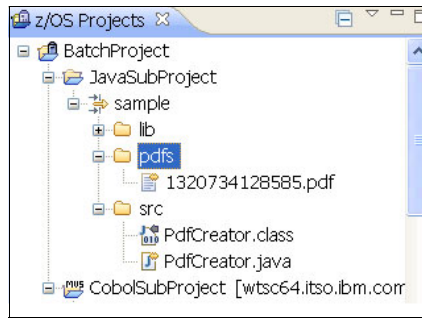 z/OS Projects
BatchProject
JavaSubProject
sample
lib
pdfs
1320734128585.pdf
src
PdfCreator.class
PdfCreator.java
CobolSubProject [wtsc64.itso.ibm.com